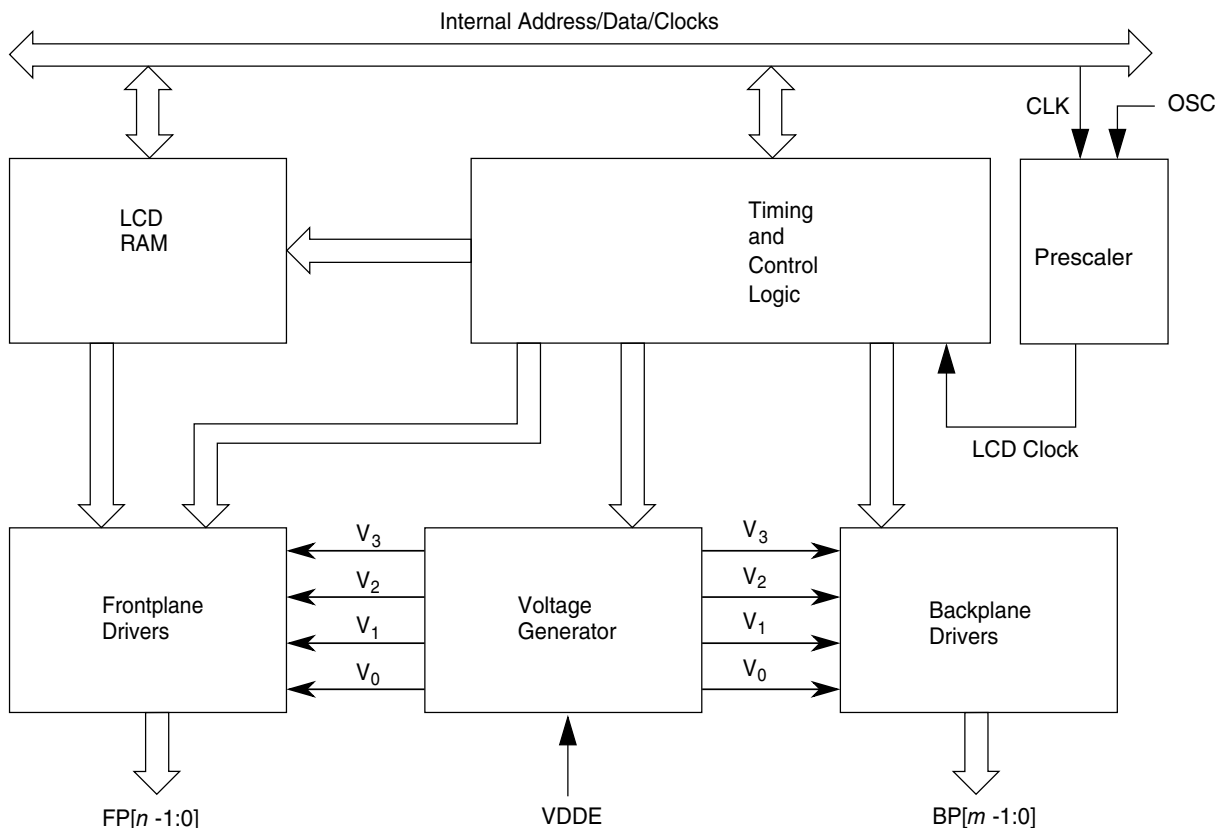 Internal Address/Data/Clocks
CLK
OSC
LCD
RAM
Timing
and
Control
Logic
Prescaler
LCD Clock
Frontplane
Drivers
V3
V2
V1
V0
Voltage
Generator
V3
V2
V1
V0
Backplane
Drivers
FP[n -1:0]
VDDE
BP[m -1:0]